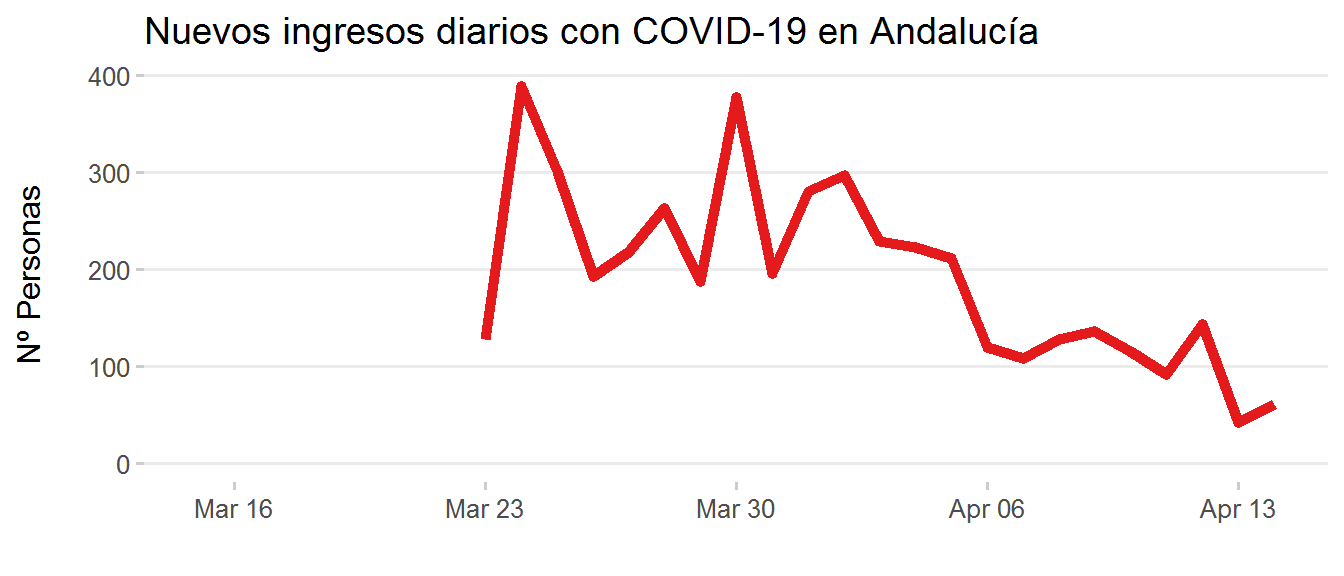 Nuevos ingresos diarios con COVID-19 en Andalucía
Nº Personas
400
300
200
100
0
Mar 16
Mar 23
Mar 30
Apr 06
Apr 13